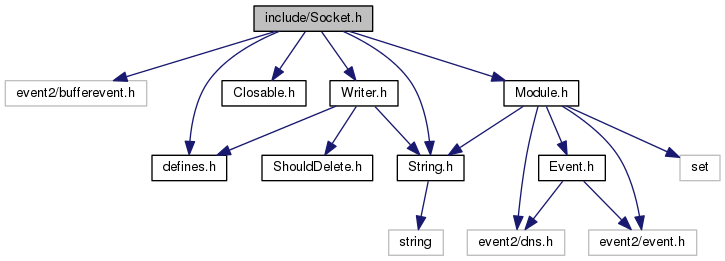 include/Socket.h
event2/bufferevent.h
Closable.h
Writer.h
Module.h
defines.h
ShouldDelete.h
String.h
Event.h
set
string
event2/dns.h
event2/event.h